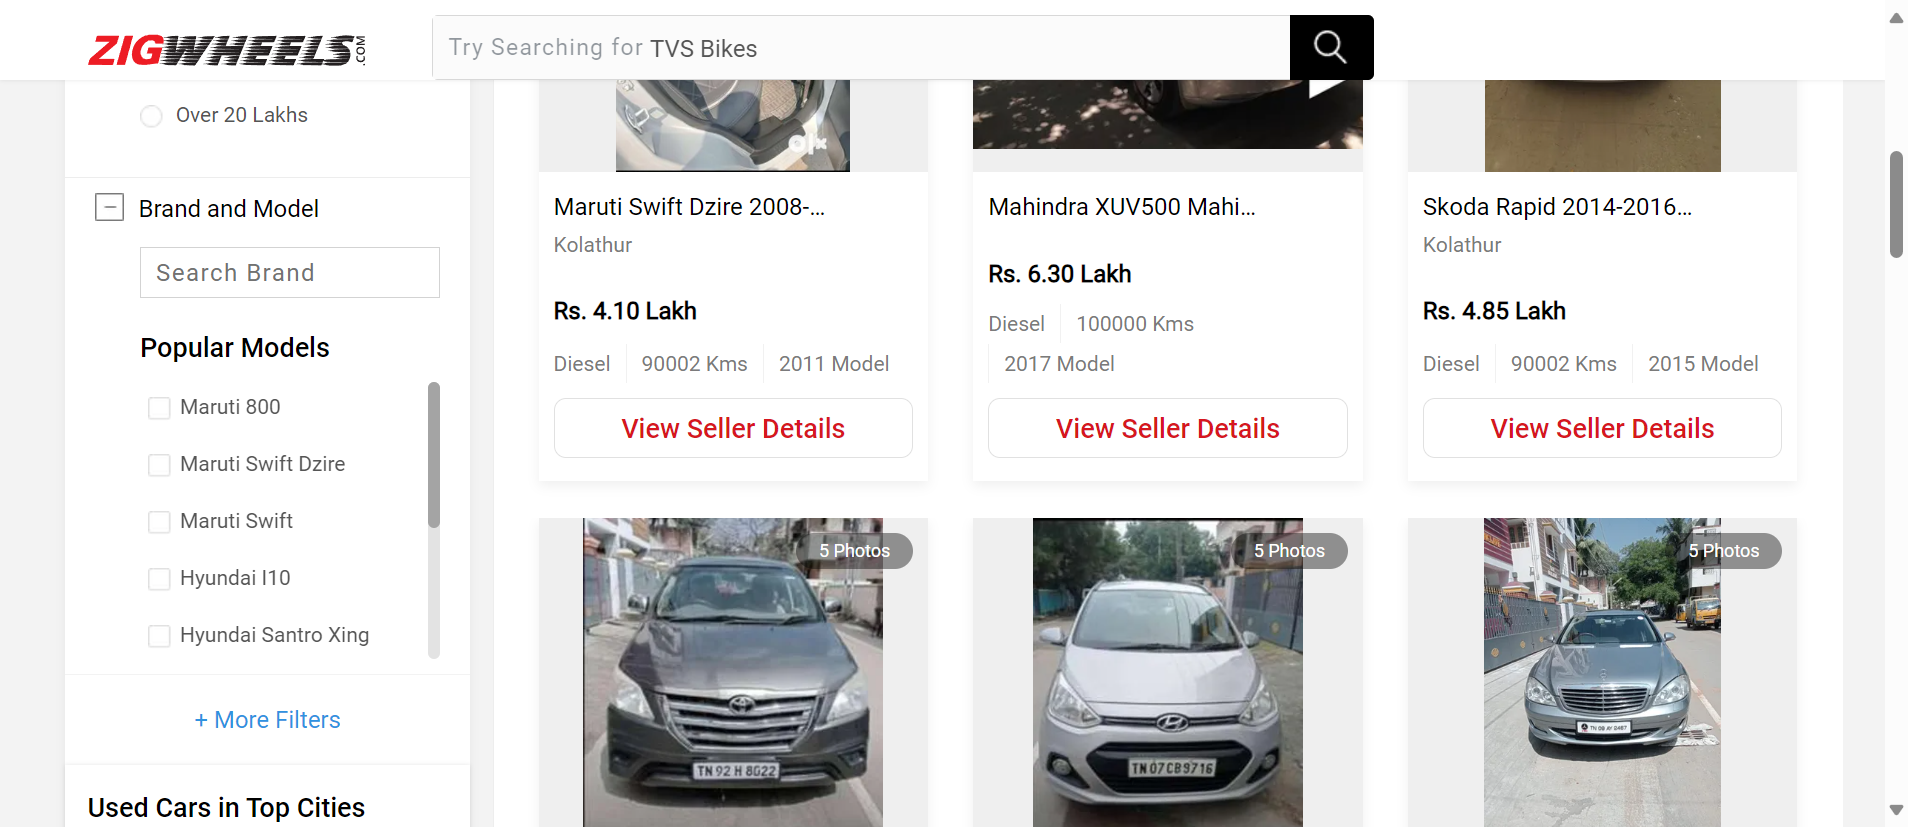 ZIGWHEELS.COM
Try Searching for TVS Bikes
Over 20 Lakhs
Brand and Model
Search Brand
Popular Models
Maruti 800
Maruti Swift Dzire
Maruti Swift
Hyundai I10
Hyundai Santro Xing
+ More Filters
Used Cars in Top Cities
olx
Maruti Swift Dzire 2008-...
Kolathur
Rs. 4.10 Lakh
Diesel
90002 Kms
2011 Model
View Seller Details
Mahindra XUV500 Mahi...
Rs. 6.30 Lakh
Diesel
100000 Kms
2017 Model
View Seller Details
Skoda Rapid 2014-2016...
Kolathur
Rs. 4.85 Lakh
Diesel
90002 Kms
2015 Model
View Seller Details
5 Photos
TN 92 H 8022
5 Photos
TN 07 CB 9716
5 Photos
TN 09 AY 2457